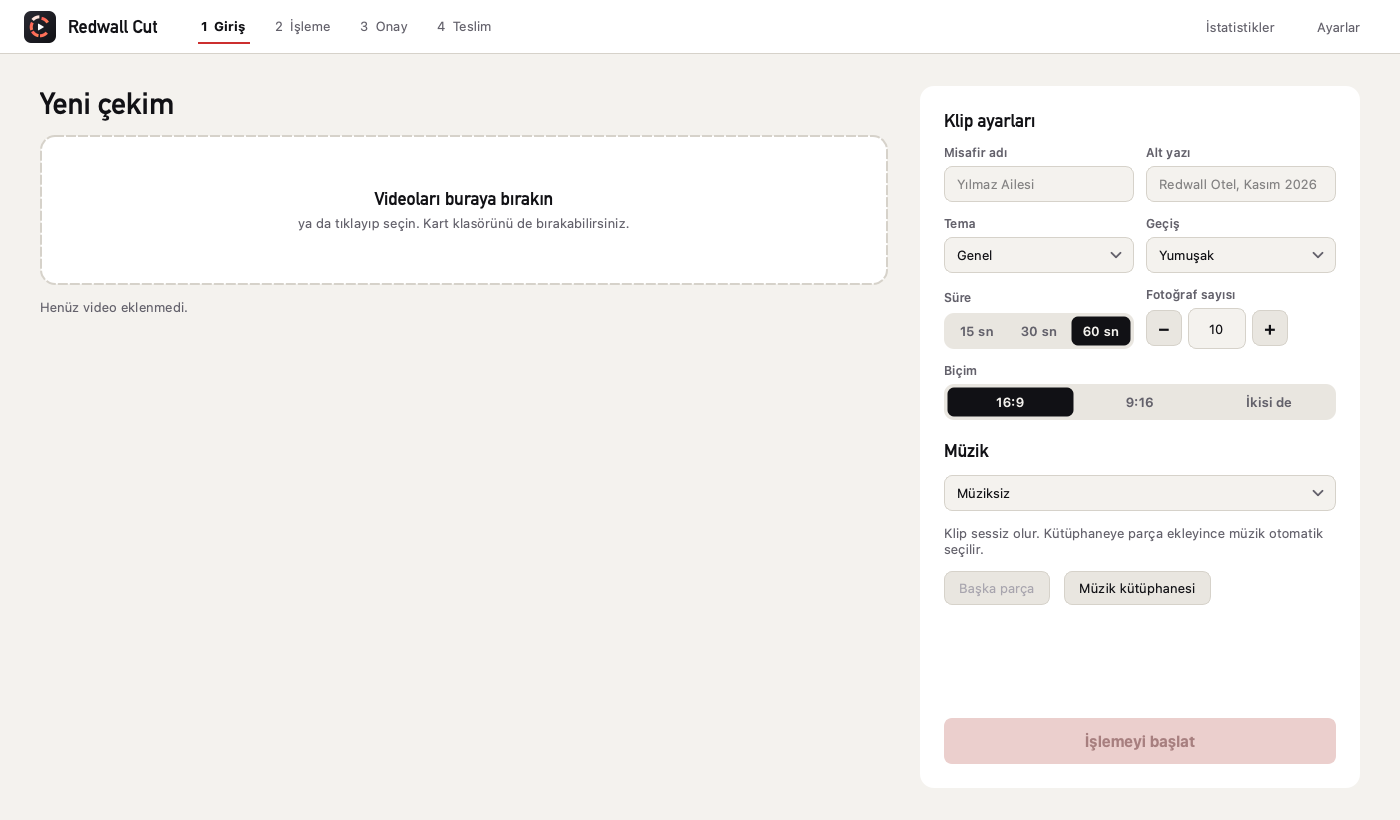 Redwall Cut
1 Giriş
2 İşleme
3 Onay
4 Teslim
İstatistikler
Ayarlar
Yeni çekim
Videoları buraya bırakın
ya da tıklayıp seçin. Kart klasörünü de bırakabilirsiniz.
Henüz video eklenmedi.
Klip ayarları
Misafir adı
Alt yazı
Yılmaz Ailesi
Redwall Otel, Kasım 2026
Tema
Geçiş
Genel
Yumuşak
Süre
Fotoğraf sayısı
15 sn
30 sn
60 sn
− 10 +
Biçim
16:9
9:16
İkisi de
Müzik
Müziksiz
Klip sessiz olur. Kütüphaneye parça ekleyince müzik otomatik
seçilir.
Başka parça
Müzik kütüphanesi
İşlemeyi başlat